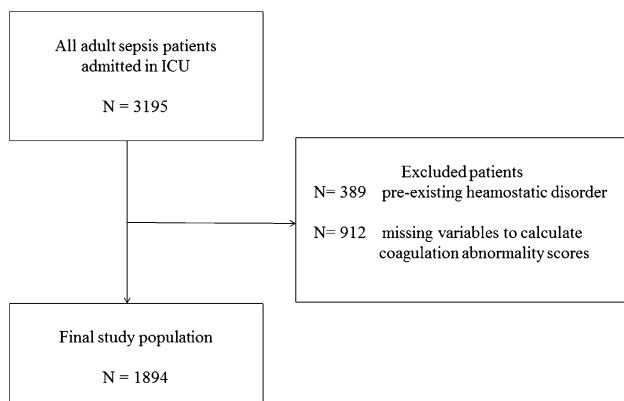 All adult sepsis patients
admitted in ICU
N = 3195
Excluded patients
N= 389 pre-existing heamostatic disorder
N= 912 missing variables to calculate
coagulation abnormality scores
Final study population
N = 1894